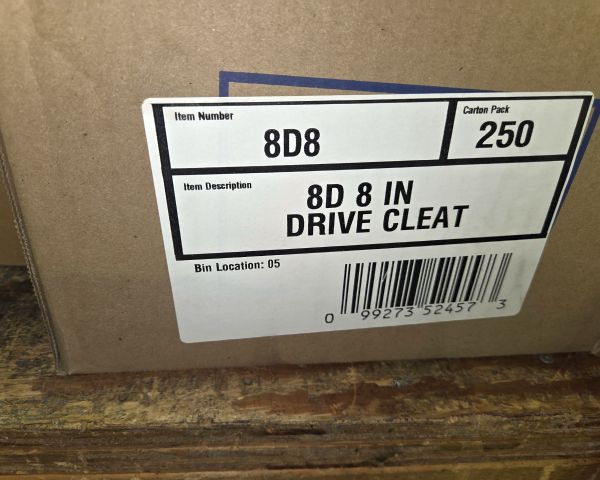 Item Number
8D8
Carton Pack
250
Item Description
8D 8 IN
DRIVE CLEAT
Bin Location: 05
0 99273 52457 3